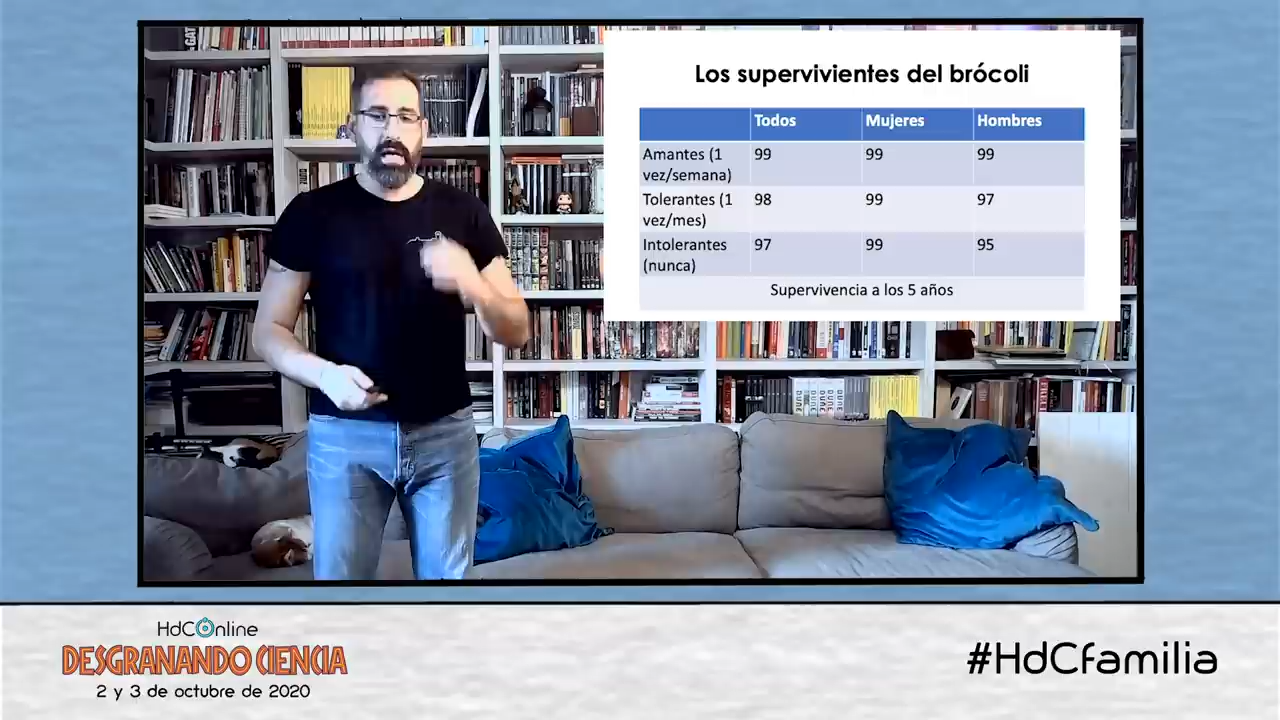 Los supervivientes del brócoli
Todos Mujeres Hombres
Amantes (1 99 99 99
vez/semana)
Tolerantes (1 98 99 97
vez/mes)
Intolerantes 97 99 95
(nunca)
Supervivencia a los 5 años
HdCOnline
DESGRANANDO CIENCIA
2 y 3 de octubre de 2020
#HdCfamilia